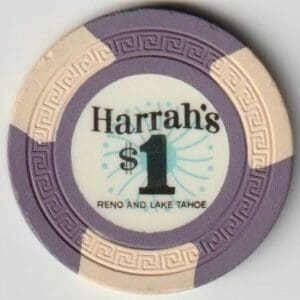 Harrah's
$1
RENO AND LAKE TAHOE